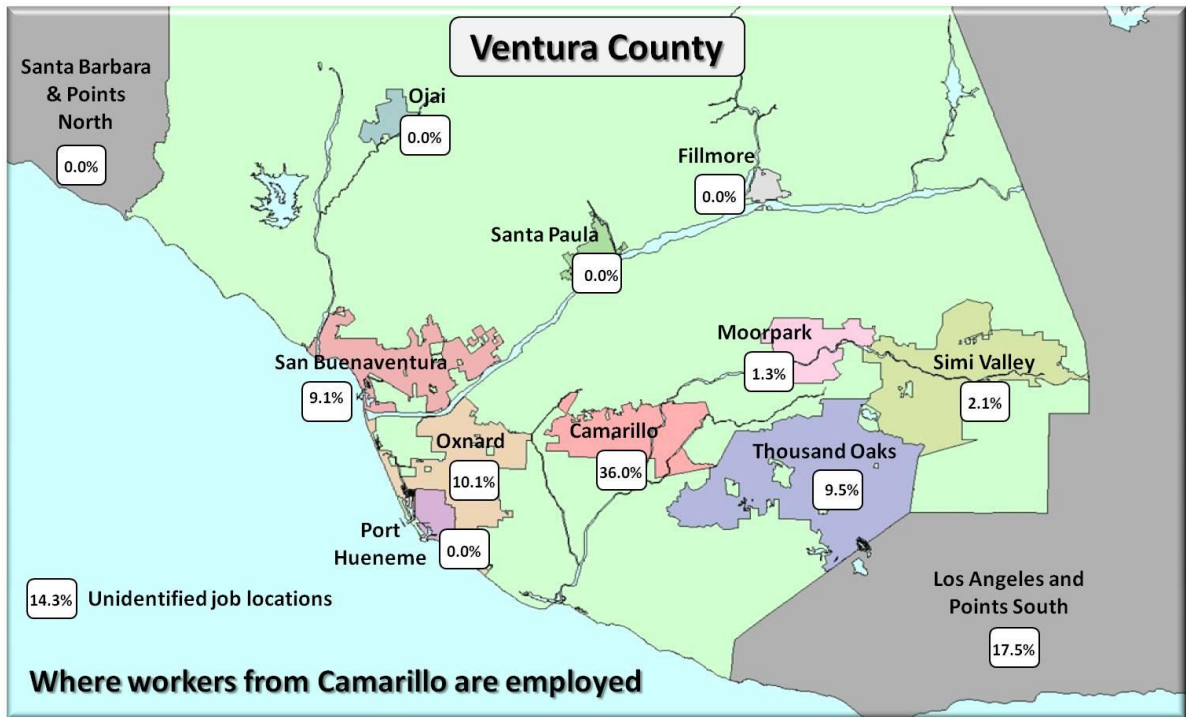 Ventura County
Santa Barbara
& Points
North
0.0%
Ojai
0.0%
Fillmore
0.0%
Santa Paula
0.0%
San Buenaventura
9.1%
Moorpark
1.3%
Simi Valley
2.1%
Oxnard
10.1%
Camarillo
36.0%
Thousand Oaks
9.5%
Port
Hueneme
0.0%
14.3% Unidentified job locations
Los Angeles and
Points South
17.5%
Where workers from Camarillo are employed